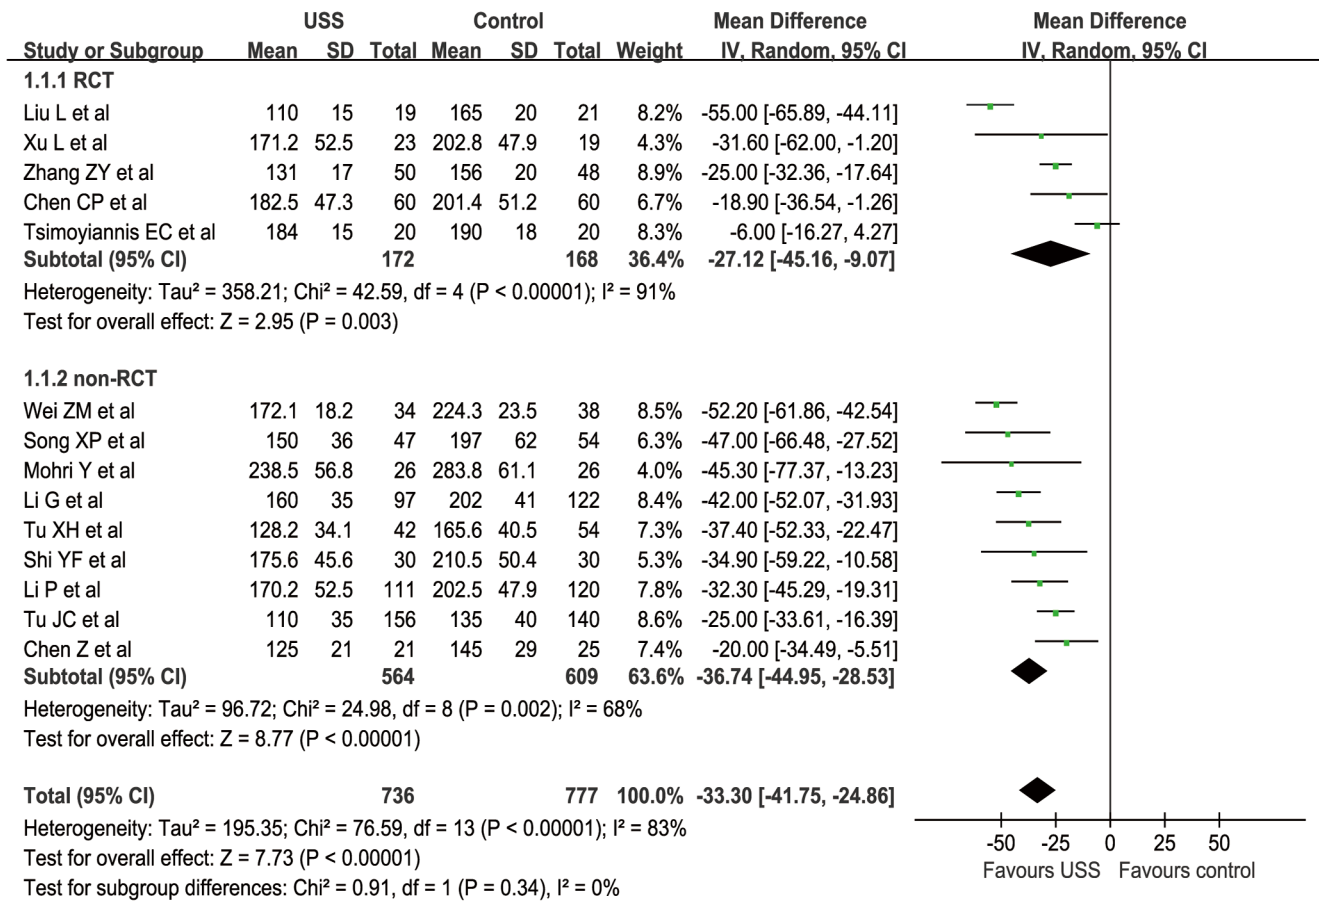 USS Control Mean Difference Mean Difference
Study or Subgroup Mean SD Total Mean SD Total Weight IV, Random, 95% CI IV, Random, 95% CI
1.1.1 RCT
Liu L et al 110 15 19 165 20 21 8.2% -55.00 [-65.89, -44.11]
Xu L et al 171.2 52.5 23 202.8 47.9 19 4.3% -31.60 [-62.00, -1.20]
Zhang ZY et al 131 17 50 156 20 48 8.9% -25.00 [-32.36, -17.64]
Chen CP et al 182.5 47.3 60 201.4 51.2 60 6.7% -18.90 [-36.54, -1.26]
Tsimoyiannis EC et al 184 15 20 190 18 20 8.3% -6.00 [-16.27, 4.27]
Subtotal (95% CI) 172 168 36.4% -27.12 [-45.16, -9.07]
Heterogeneity: Tau² = 358.21; Chi² = 42.59, df = 4 (P < 0.00001); I² = 91%
Test for overall effect: Z = 2.95 (P = 0.003)
1.1.2 non-RCT
Wei ZM et al 172.1 18.2 34 224.3 23.5 38 8.5% -52.20 [-61.86, -42.54]
Song XP et al 150 36 47 197 62 54 6.3% -47.00 [-66.48, -27.52]
Mohri Y et al 238.5 56.8 26 283.8 61.1 26 4.0% -45.30 [-77.37, -13.23]
Li G et al 160 35 97 202 41 122 8.4% -42.00 [-52.07, -31.93]
Tu XH et al 128.2 34.1 42 165.6 40.5 54 7.3% -37.40 [-52.33, -22.47]
Shi YF et al 175.6 45.6 30 210.5 50.4 30 5.3% -34.90 [-59.22, -10.58]
Li P et al 170.2 52.5 111 202.5 47.9 120 7.8% -32.30 [-45.29, -19.31]
Tu JC et al 110 35 156 135 40 140 8.6% -25.00 [-33.61, -16.39]
Chen Z et al 125 21 21 145 29 25 7.4% -20.00 [-34.49, -5.51]
Subtotal (95% CI) 564 609 63.6% -36.74 [-44.95, -28.53]
Heterogeneity: Tau² = 96.72; Chi² = 24.98, df = 8 (P = 0.002); I² = 68%
Test for overall effect: Z = 8.77 (P < 0.00001)
Total (95% CI) 736 777 100.0% -33.30 [-41.75, -24.86]
Heterogeneity: Tau² = 195.35; Chi² = 76.59, df = 13 (P < 0.00001); I² = 83%
Test for overall effect: Z = 7.73 (P < 0.00001)
Test for subgroup differences: Chi² = 0.91, df = 1 (P = 0.34), I² = 0%
-50 -25 0 25 50
Favours USS Favours control